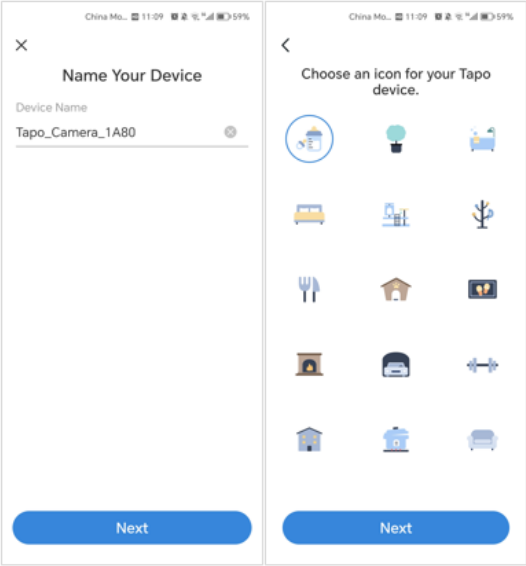 China Mo... 11:09 59%
Name Your Device
Device Name
Tapo_Camera_1A80
Next
China Mo... 11:09 59%
Choose an icon for your Tapo
device.
Next